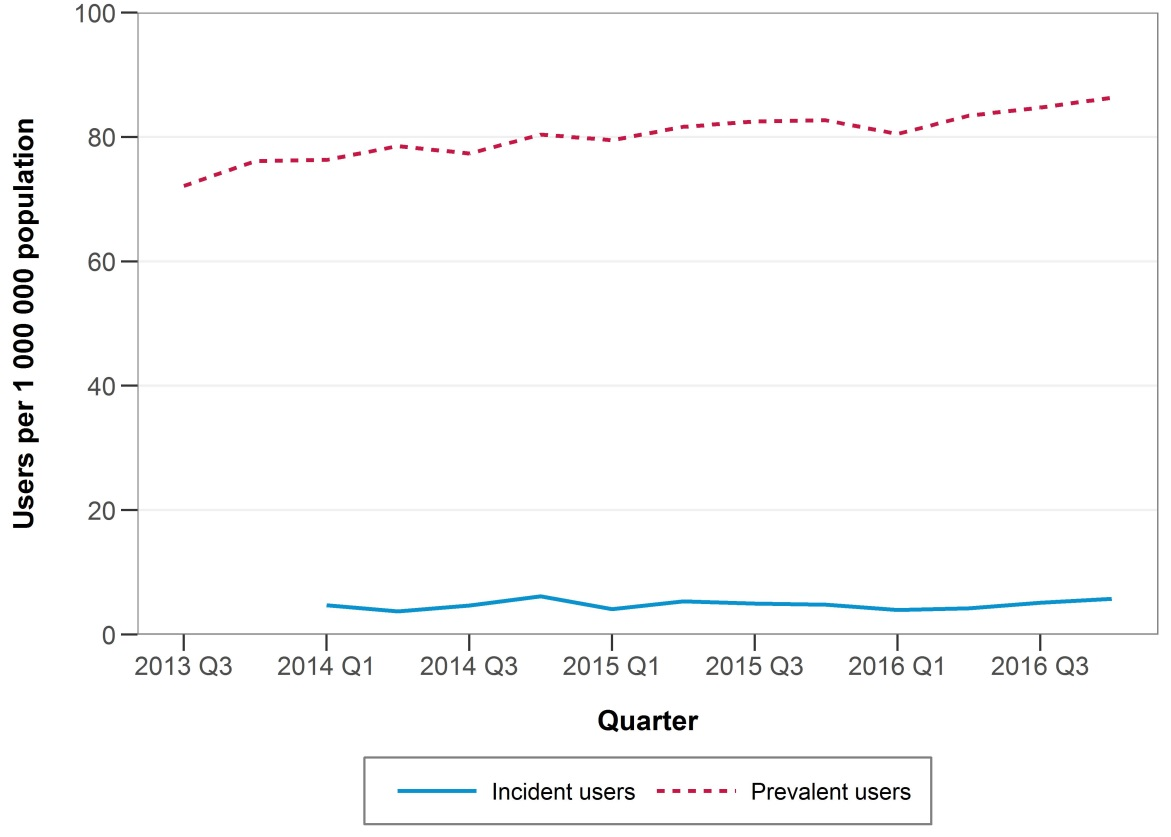 Users per 1 000 000 population
100
80
60
40
20
0
2013 Q3 2014 Q1 2014 Q3 2015 Q1 2015 Q3 2016 Q1 2016 Q3
Quarter
Incident users Prevalent users